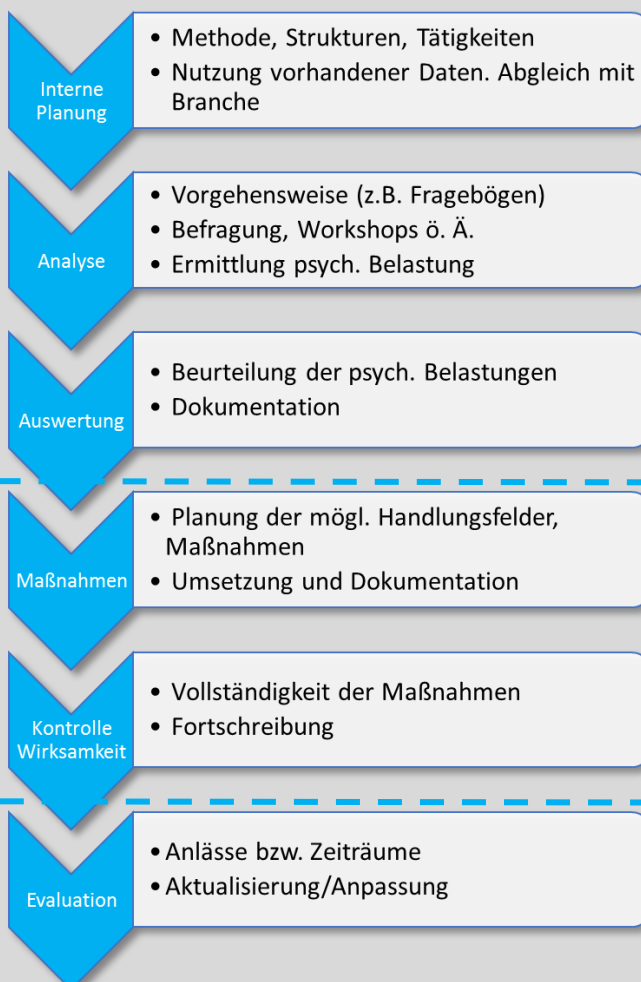 Interne
Planung
• Methode, Strukturen, Tätigkeiten
• Nutzung vorhandener Daten. Abgleich mit
Branche
Analyse
• Vorgehensweise (z.B. Fragebögen)
• Befragung, Workshops ö. Ä.
• Ermittlung psych. Belastung
Auswertung
• Beurteilung der psych. Belastungen
• Dokumentation
Maßnahmen
• Planung der mögl. Handlungsfelder,
Maßnahmen
• Umsetzung und Dokumentation
Kontrolle
Wirksamkeit
• Vollständigkeit der Maßnahmen
• Fortschreibung
Evaluation
• Anlässe bzw. Zeiträume
• Aktualisierung/Anpassung